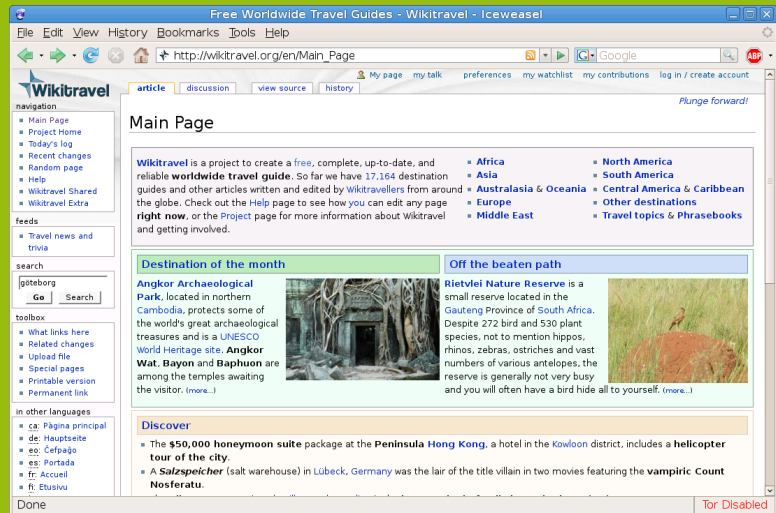 Free Worldwide Travel Guides - Wikitravel - Iceweasel
File Edit View History Bookmarks Tools Help
http://wikitravel.org/en/Main_Page
G Google
ABP
Wikitravel
My page my talk preferences my watchlist my contributions log in / create account
article discussion view source history
Plunge forward!
navigation
Main Page
Project Home
Today's log
Recent changes
Random page
Help
Wikitravel Shared
Wikitravel Extra
feeds
Travel news and
trivia
search
göteborg
Go Search
toolbox
What links here
Related changes
Upload file
Special pages
Printable version
Permanent link
in other languages
ca: Pàgina principal
de: Hauptseite
eo: Ĉefpaĝo
es: Portada
fr: Accueil
fi: Etusivu
Main Page
Wikitravel is a project to create a free, complete, up-to-date, and
reliable worldwide travel guide. So far we have 17,164 destination
guides and other articles written and edited by Wikitravellers from around
the globe. Check out the Help page to see how you can edit any page
right now, or the Project page for more information about Wikitravel
and getting involved.
Africa
Asia
Australasia & Oceania
Europe
Middle East
North America
South America
Central America & Caribbean
Other destinations
Travel topics & Phrasebooks
Destination of the month
Angkor Archaeological
Park, located in northern
Cambodia, protects some of
the world's great archaeological
treasures and is a UNESCO
World Heritage site. Angkor
Wat, Bayon and Baphuon are
among the temples awaiting
the visitor. (more...)
Off the beaten path
Rietvlei Nature Reserve is a
small reserve located in the
Gauteng Province of South Africa.
Despite 272 bird and 530 plant
species, not to mention hippos,
rhinos, zebras, ostriches and vast
numbers of various antelopes, the
reserve is generally not very busy
and you will often have a bird hide all to yourself. (more...)
Discover
The $50,000 honeymoon suite package at the Peninsula Hong Kong, a hotel in the Kowloon district, includes a helicopter
tour of the city.
A Salzspeicher (salt warehouse) in Lübeck, Germany was the lair of the title villain in two movies featuring the vampiric Count
Nosferatu.
Done
Tor Disabled